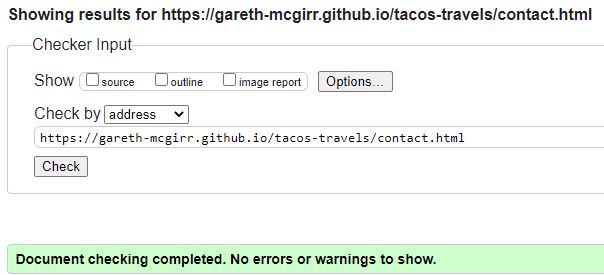 Showing results for https://gareth-mcgirr.github.io/tacos-travels/contact.html
Checker Input
Show source outline image report Options...
Check by address
https://gareth-mcgirr.github.io/tacos-travels/contact.html
Check
Document checking completed. No errors or warnings to show.